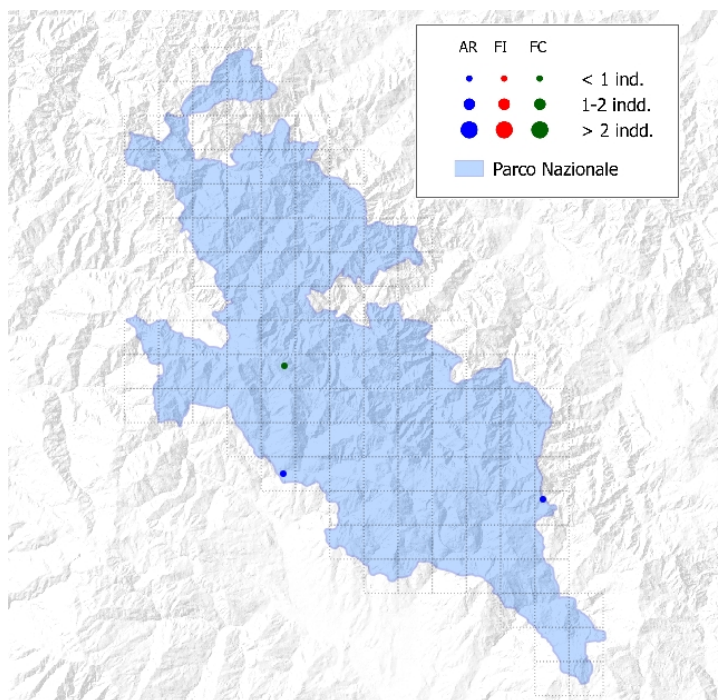 AR FI FC
< 1 ind.
1-2 indd.
> 2 indd.
Parco Nazionale